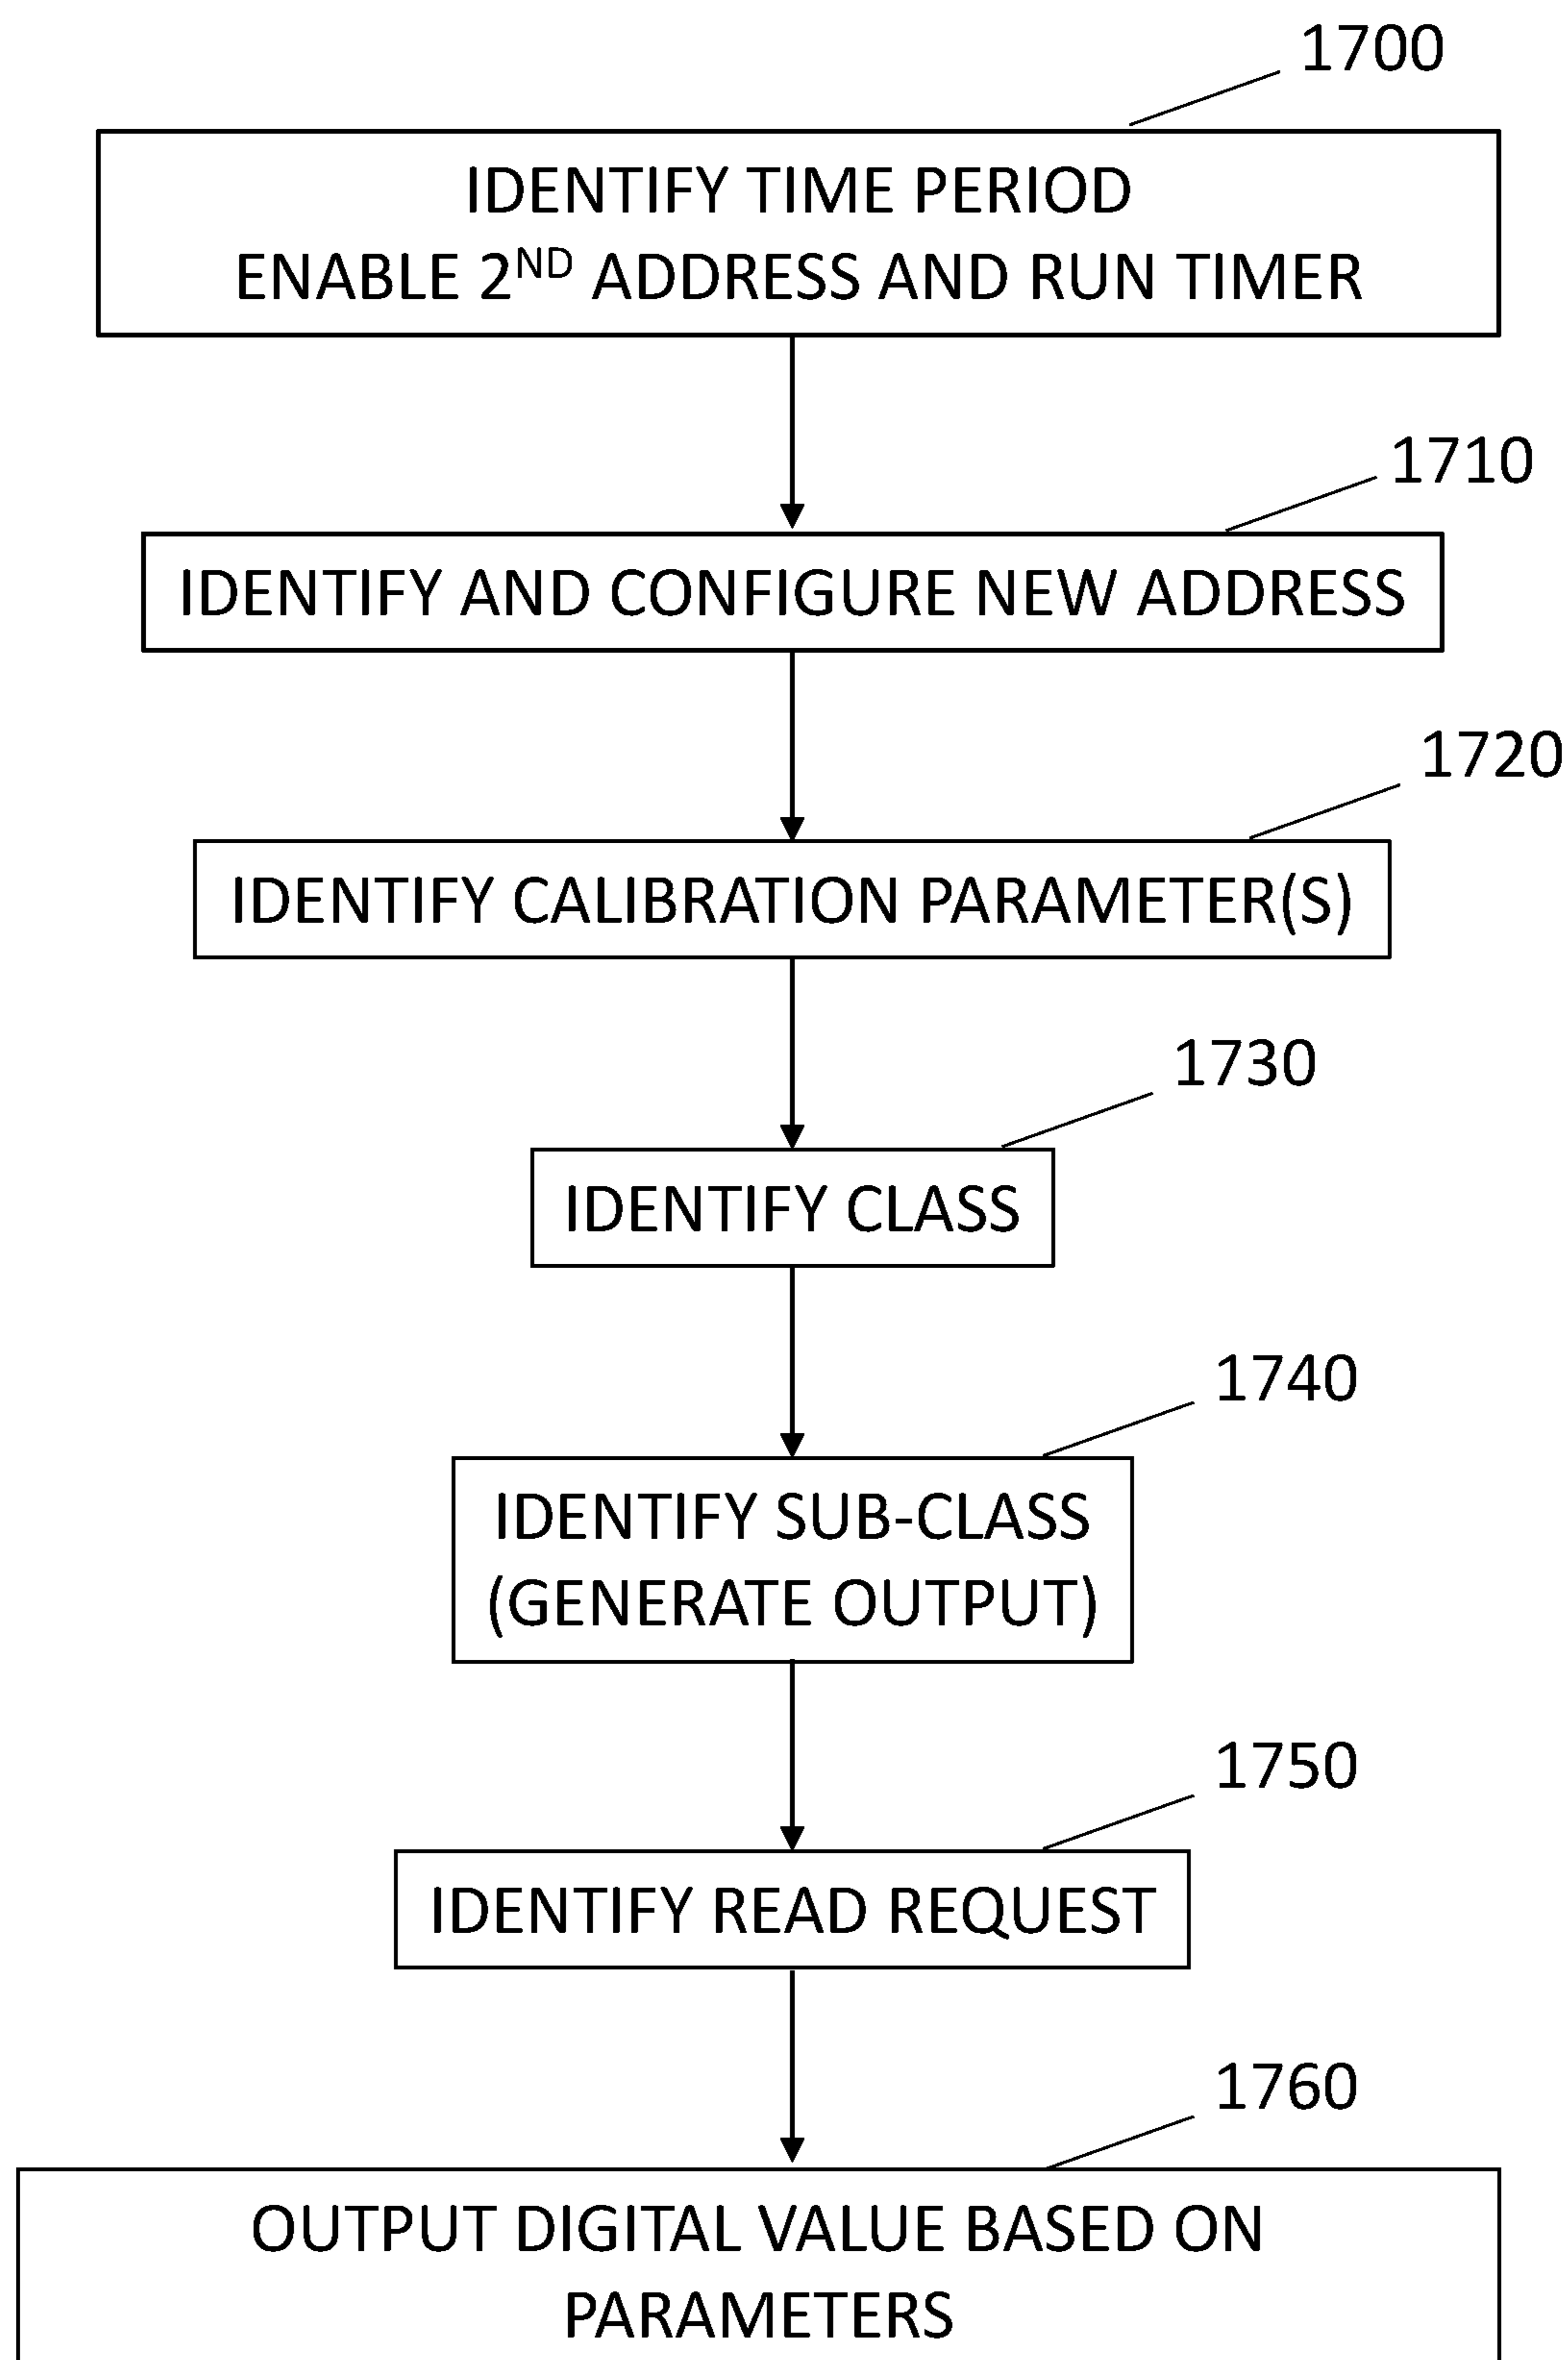 1700
IDENTIFY TIME PERIOD
ENABLE 2ND ADDRESS AND RUN TIMER
1710
IDENTIFY AND CONFIGURE NEW ADDRESS
1720
IDENTIFY CALIBRATION PARAMETER(S)
1730
IDENTIFY CLASS
1740
IDENTIFY SUB-CLASS
(GENERATE OUTPUT)
1750
IDENTIFY READ REQUEST
1760
OUTPUT DIGITAL VALUE BASED ON
PARAMETERS